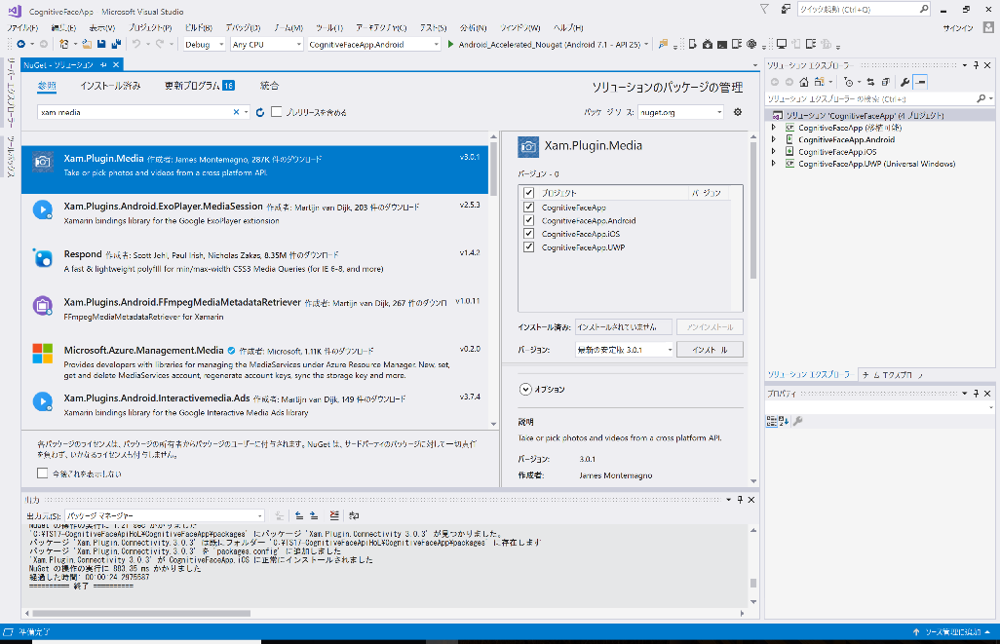 CognitiveFaceApp - Microsoft Visual Studio
クイック起動 (Ctrl+Q)
ファイル(F) 編集(E) 表示(V) プロジェクト(P) ビルド(B) デバッグ(D) チーム(M) ツール(T) アーキテクチャ(C) テスト(S) 分析(N) ウィンドウ(W) ヘルプ(H)
サインイン
Debug Any CPU CognitiveFaceApp.Android Android_Accelerated_Nougat (Android 7.1 - API 25)
サーバー エクスプローラー
ツールボックス
NuGet - ソリューション
参照 インストール済み 更新プログラム 16 統合
ソリューションのパッケージの管理
xam media
プレリリースを含める
パッケージ ソース: nuget.org
Xam.Plugin.Media 作成者: James Montemagno, 287K 件のダウンロード v3.0.1
Take or pick photos and videos from a cross platform API.
Xam.Plugins.Android.ExoPlayer.MediaSession 作成者: Martijn van Dijk, 203 件のダウンロード v2.5.3
Xamarin bindings library for the Google ExoPlayer extionsion
Respond 作成者: Scott Jehl, Paul Irish, Nicholas Zakas, 8.35M 件のダウンロード v1.4.2
A fast & lightweight polyfill for min/max-width CSS3 Media Queries (for IE 6-8, and more)
Xam.Plugins.Android.FFmpegMediaMetadataRetriever 作成者: Martijn van Dijk, 267 件のダウンロ v1.0.11
FFmpegMediaMetadataRetriever for Xamarin
Microsoft.Azure.Management.Media 作成者: Microsoft, 1.11K 件のダウンロード v0.2.0
Provides developers with libraries for managing the MediaServices under Azure Resource Manager. New, set,
get and delete MediaServices account, regenerate account keys, sync the storage key and more.
Xam.Plugins.Android.Interactivemedia.Ads 作成者: Martijn van Dijk, 149 件のダウンロード v3.7.4
Xamarin bindings library for the Google Interactive Media Ads library
各パッケージのライセンスは、パッケージの所有者からパッケージのユーザーに付与されます。NuGet は、サードパーティのパッケージに対して一切責任
を負わず、いかなるライセンスも付与しません。
今後これを表示しない
Xam.Plugin.Media
バージョン - 0
プロジェクト バージョン
CognitiveFaceApp
CognitiveFaceApp.Android
CognitiveFaceApp.iOS
CognitiveFaceApp.UWP
インストール済み: インストールされていません アンインストール
バージョン: 最新の安定版 3.0.1 インストール
オプション
説明
Take or pick photos and videos from a cross platform API.
バージョン: 3.0.1
作成者: James Montemagno
ソリューション エクスプローラー
ソリューション エクスプローラー の検索 (Ctrl+;)
ソリューション 'CognitiveFaceApp' (4 プロジェクト)
CognitiveFaceApp (移植可能)
CognitiveFaceApp.Android
CognitiveFaceApp.iOS
CognitiveFaceApp.UWP (Universal Windows)
ソリューション エクスプローラー チーム エクスプローラー
プロパティ
出力
出力元(S): パッケージ マネージャー
NuGet の操作の実行に 1.21 sec かかりました
'C:¥TS17-CognitiveFaceApiHoL¥CognitiveFaceApp¥packages' にパッケージ 'Xam.Plugin.Connectivity 3.0.3' が見つかりました。
パッケージ 'Xam.Plugin.Connectivity.3.0.3' は既にフォルダー 'C:¥TS17-CognitiveFaceApiHoL¥CognitiveFaceApp¥packages' に存在します
パッケージ 'Xam.Plugin.Connectivity.3.0.3' を 'packages.config' に追加しました
'Xam.Plugin.Connectivity 3.0.3' が CognitiveFaceApp.iOS に正常にインストールされました
NuGet の操作の実行に 883.35 ms かかりました
経過した時間: 00:00:24.2975587
========== 終了 ==========
準備完了
ソース管理に追加